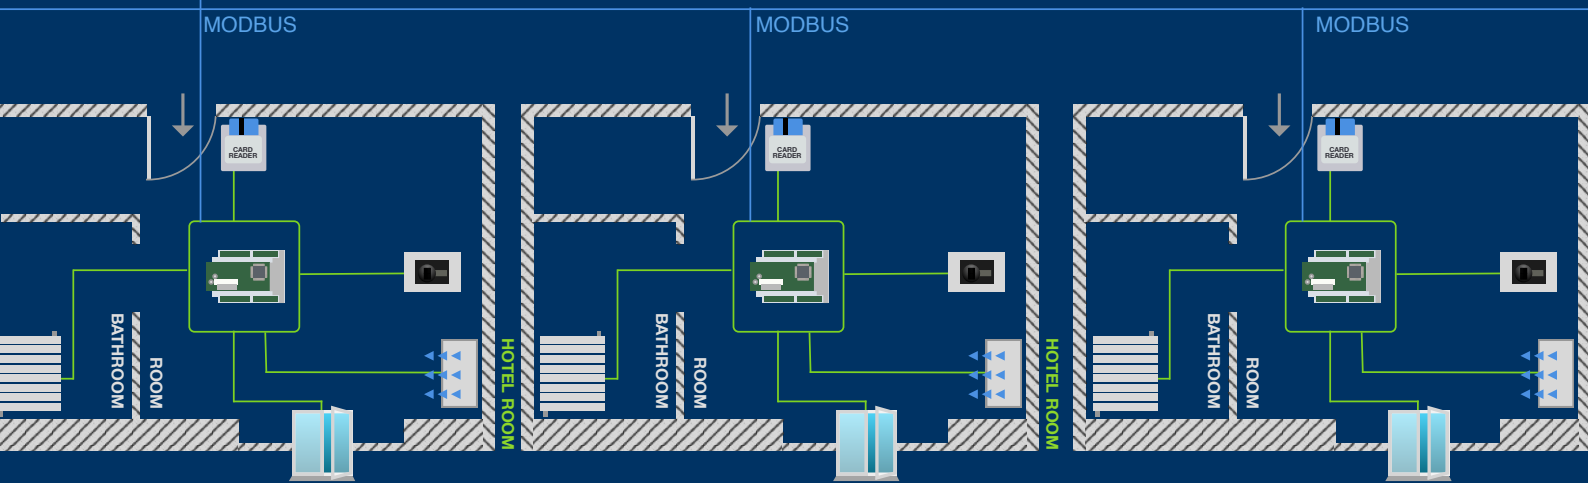 MODBUS
MODBUS
MODBUS
CARD
READER
CARD
READER
CARD
READER
BATHROOM
ROOM
HOTEL ROOM
BATHROOM
ROOM
HOTEL ROOM
BATHROOM
ROOM